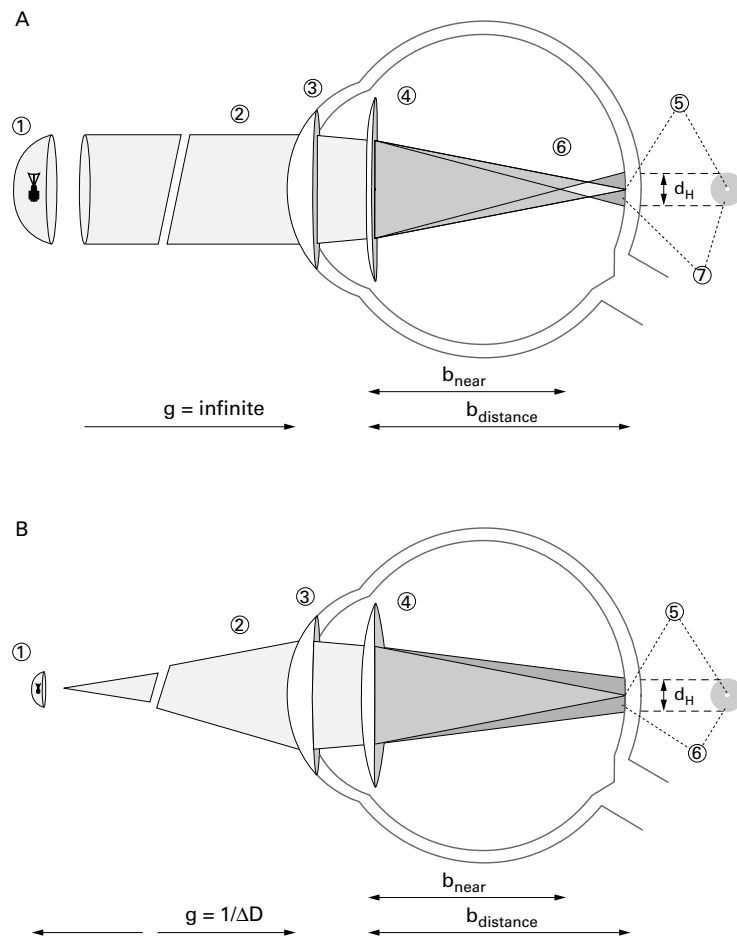 A
③
②
④
①
⑤
⑥
d_H
⑦
b_near
g = infinite
b_distance
B
③
④
②
⑤
①
d_H
⑥
b_near
g = 1/ΔD
b_distance